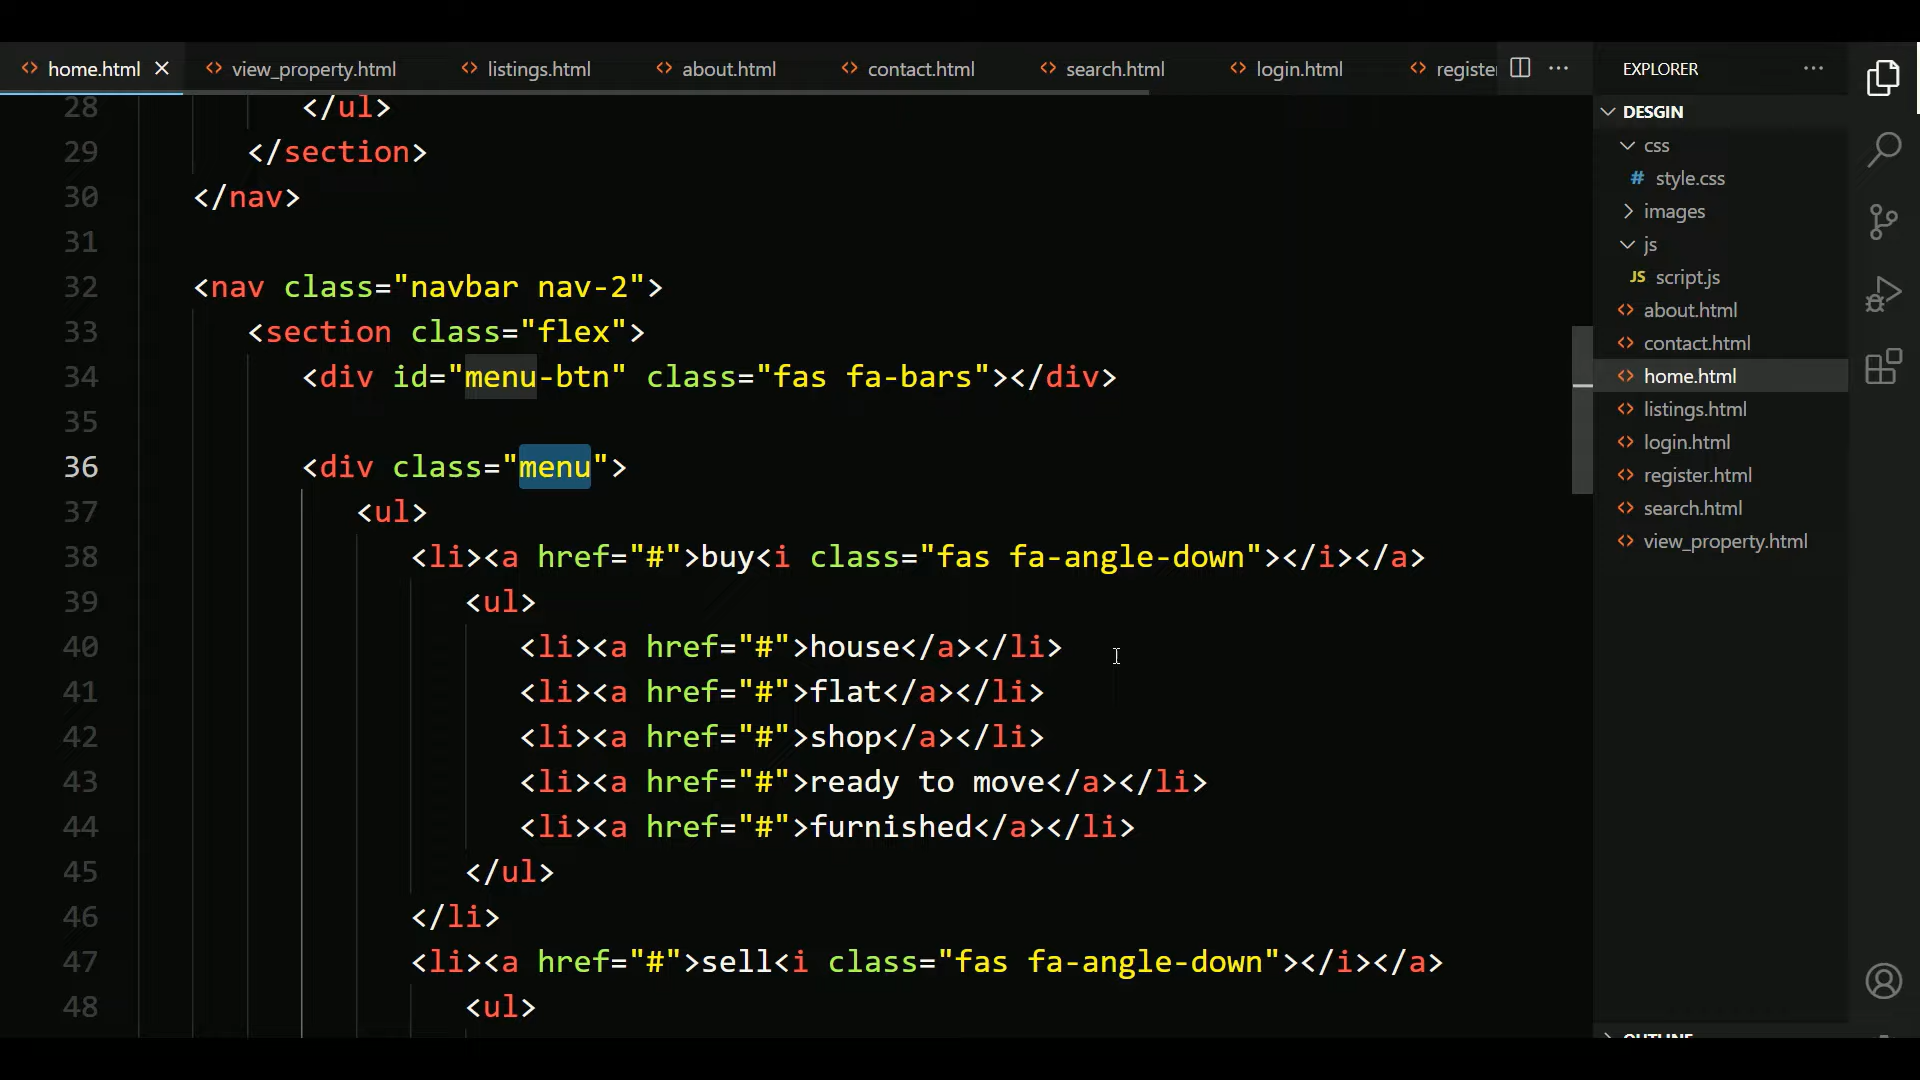 home.html view_property.html listings.html about.html contact.html search.html login.html registe
28 </ul>
29 </section>
30 </nav>
31
32 <nav class="navbar nav-2">
33 <section class="flex">
34 <div id="menu-btn" class="fas fa-bars"></div>
35
36 <div class="menu">
37 <ul>
38 <li><a href="#">buy<i class="fas fa-angle-down"></i></a>
39 <ul>
40 <li><a href="#">house</a></li>
41 <li><a href="#">flat</a></li>
42 <li><a href="#">shop</a></li>
43 <li><a href="#">ready to move</a></li>
44 <li><a href="#">furnished</a></li>
45 </ul>
46 </li>
47 <li><a href="#">sell<i class="fas fa-angle-down"></i></a>
48 <ul>
EXPLORER
DESGIN
css
# style.css
images
js
JS script.js
about.html
contact.html
home.html
listings.html
login.html
register.html
search.html
view_property.html
OUTLINE